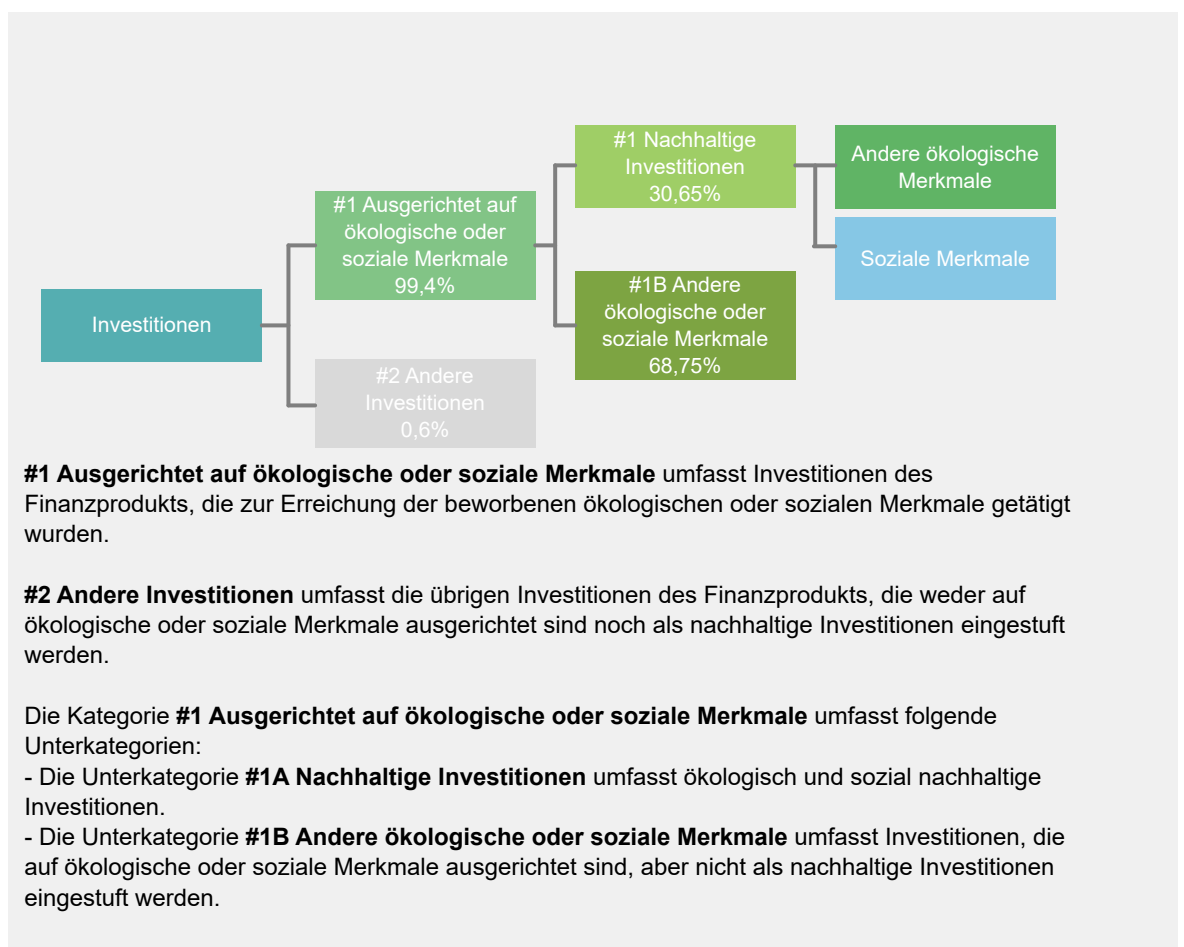 #1 Nachhaltige
Investitionen
30,65%
Andere ökologische
Merkmale
#1 Ausgerichtet auf
ökologische oder
soziale Merkmale
99,4%
Soziale Merkmale
#1B Andere
ökologische oder
soziale Merkmale
68,75%
Investitionen
#2 Andere
Investitionen
0,6%
#1 Ausgerichtet auf ökologische oder soziale Merkmale umfasst Investitionen des
Finanzprodukts, die zur Erreichung der beworbenen ökologischen oder sozialen Merkmale getätigt
wurden.
#2 Andere Investitionen umfasst die übrigen Investitionen des Finanzprodukts, die weder auf
ökologische oder soziale Merkmale ausgerichtet sind noch als nachhaltige Investitionen eingestuft
werden.
Die Kategorie #1 Ausgerichtet auf ökologische oder soziale Merkmale umfasst folgende
Unterkategorien:
- Die Unterkategorie #1A Nachhaltige Investitionen umfasst ökologisch und sozial nachhaltige
Investitionen.
- Die Unterkategorie #1B Andere ökologische oder soziale Merkmale umfasst Investitionen, die
auf ökologische oder soziale Merkmale ausgerichtet sind, aber nicht als nachhaltige Investitionen
eingestuft werden.